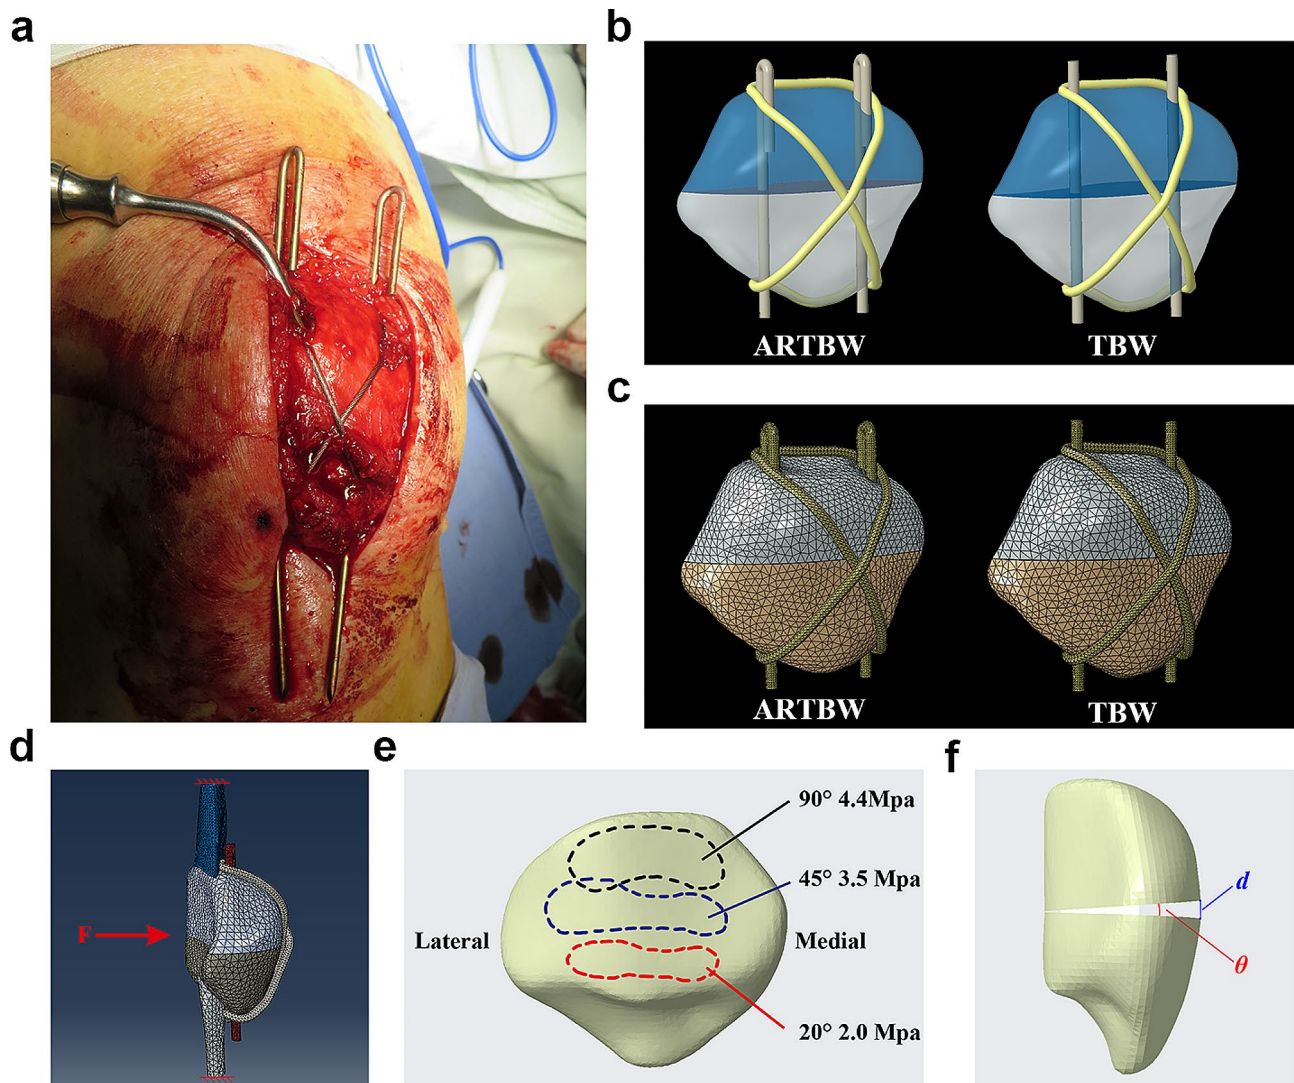 a
b
ARTBW
TBW
c
ARTBW
TBW
d
F
e
90° 4.4Mpa
45° 3.5 Mpa
Lateral
Medial
20° 2.0 Mpa
f
d
θ